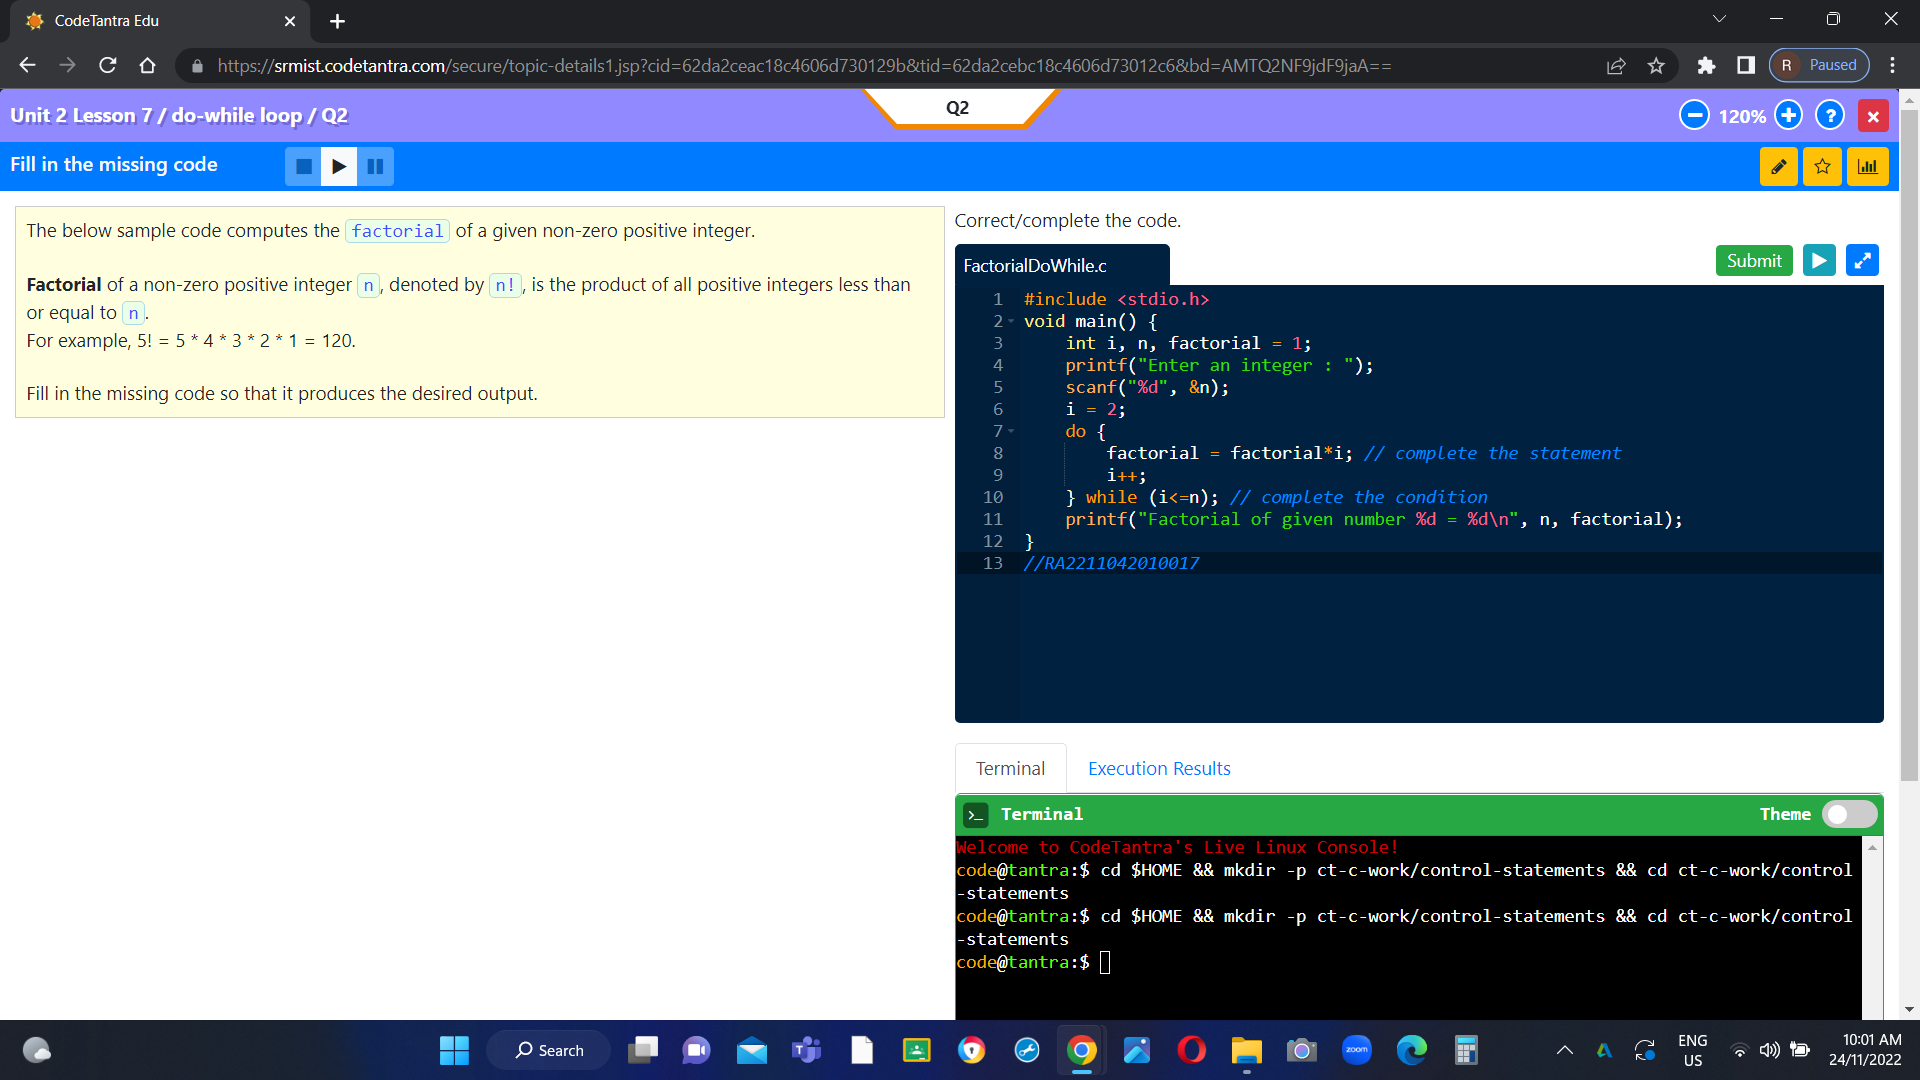 CodeTantra Edu
https://srmist.codetantra.com/secure/topic-details1.jsp?cid=62da2ceac18c4606d730129b&tid=62da2cebc18c4606d73012c6&bd=AMTQ2NF9jdF9jaA==
R Paused
Unit 2 Lesson 7 / do-while loop / Q2
Q2
120%
?
Fill in the missing code
The below sample code computes the factorial of a given non-zero positive integer.
Factorial of a non-zero positive integer n, denoted by n!, is the product of all positive integers less than
or equal to n.
For example, 5! = 5 * 4 * 3 * 2 * 1 = 120.
Fill in the missing code so that it produces the desired output.
Correct/complete the code.
FactorialDoWhile.c
Submit
1 #include <stdio.h>
2 void main() {
3 int i, n, factorial = 1;
4 printf("Enter an integer : ");
5 scanf("%d", &n);
6 i = 2;
7 do {
8 factorial = factorial*i; // complete the statement
9 i++;
10 } while (i<=n); // complete the condition
11 printf("Factorial of given number %d = %d\n", n, factorial);
12 }
13 //RA2211042010017
Terminal
Execution Results
Terminal
Theme
Welcome to CodeTantra's Live Linux Console!
code@tantra:$ cd $HOME && mkdir -p ct-c-work/control-statements && cd ct-c-work/control
-statements
code@tantra:$ cd $HOME && mkdir -p ct-c-work/control-statements && cd ct-c-work/control
-statements
code@tantra:$
Search
zoom
ENG
US
10:01 AM
24/11/2022